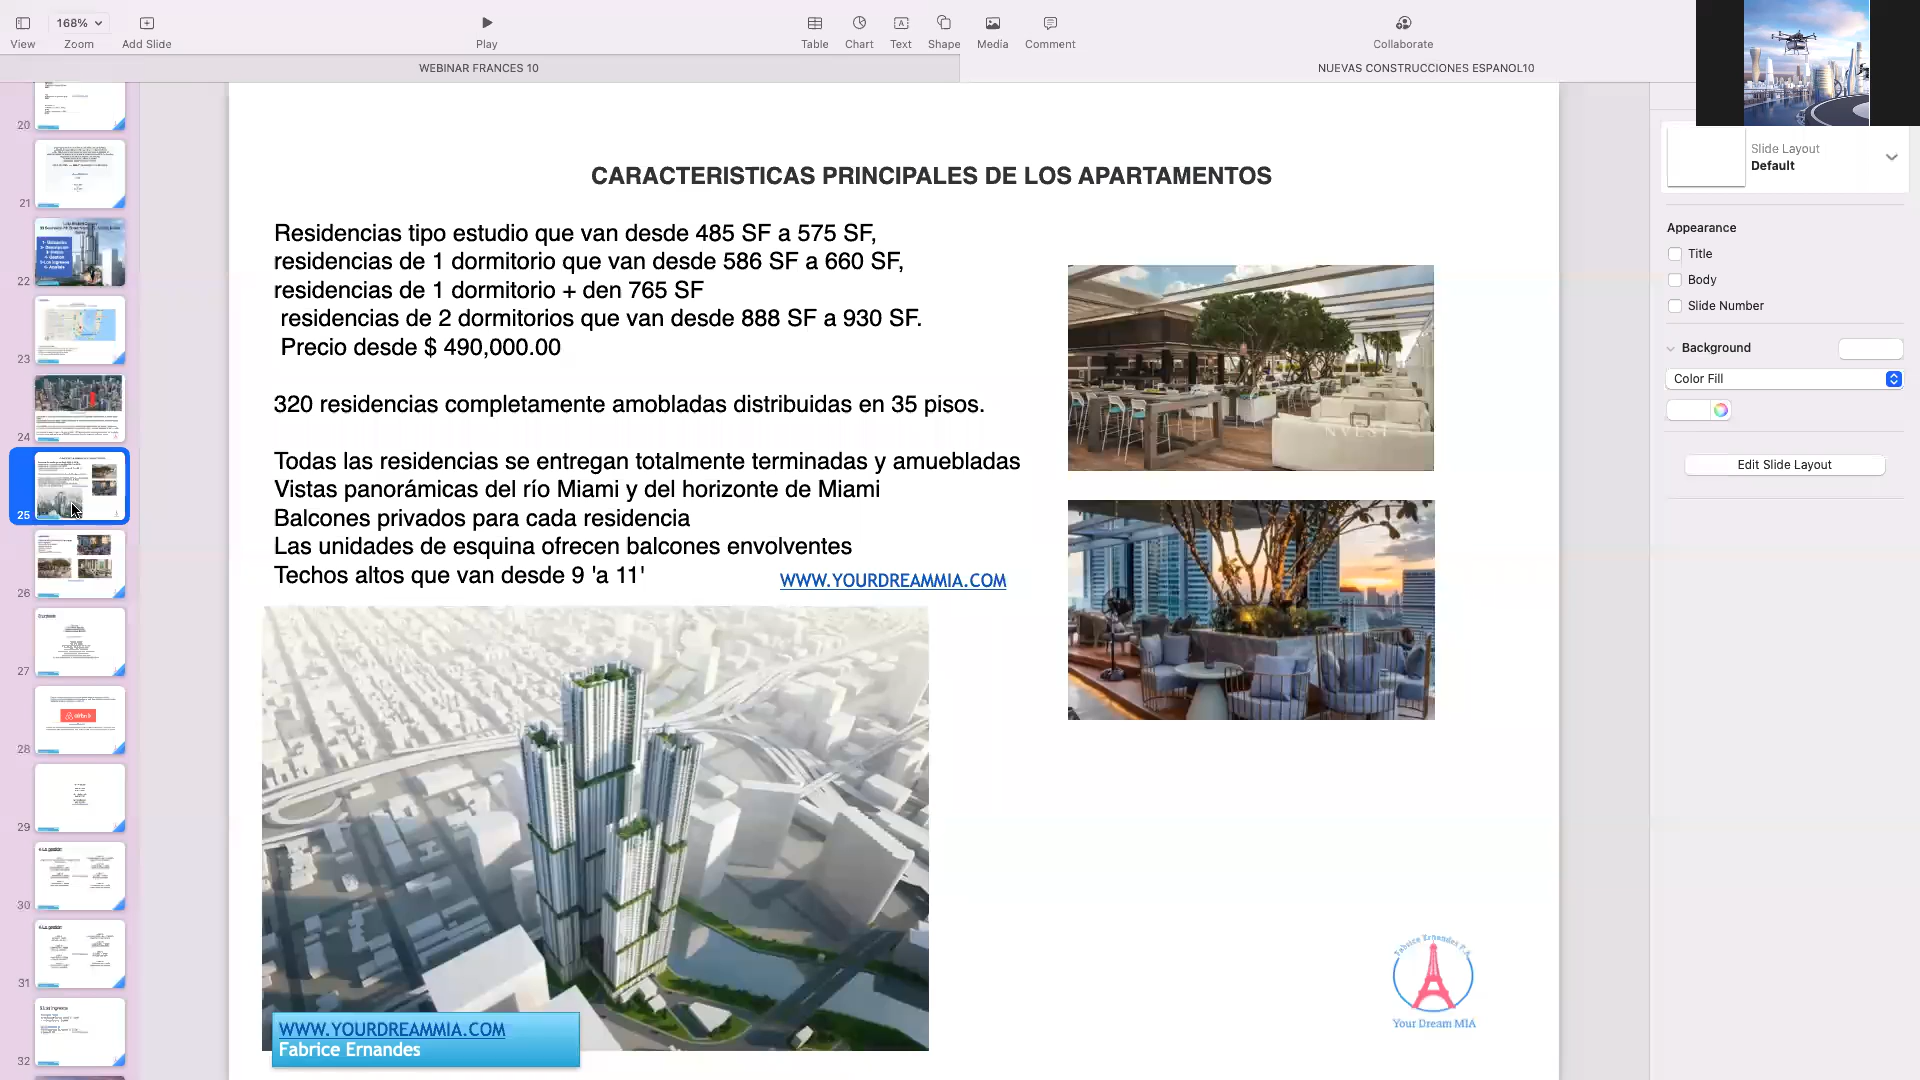 168%
View
Zoom
Add Slide
Play
Table
Chart
Text
Shape
Media
Comment
Collaborate
WEBINAR FRANCES 10
NUEVAS CONSTRUCCIONES ESPANOL10
20
21
22
23
24
25
26
27
28
29
30
31
32
CARACTERISTICAS PRINCIPALES DE LOS APARTAMENTOS
Residencias tipo estudio que van desde 485 SF a 575 SF,
residencias de 1 dormitorio que van desde 586 SF a 660 SF,
residencias de 1 dormitorio + den 765 SF
residencias de 2 dormitorios que van desde 888 SF a 930 SF.
Precio desde $ 490,000.00
320 residencias completamente amobladas distribuidas en 35 pisos.
Todas las residencias se entregan totalmente terminadas y amuebladas
Vistas panorámicas del río Miami y del horizonte de Miami
Balcones privados para cada residencia
Las unidades de esquina ofrecen balcones envolventes
Techos altos que van desde 9 'a 11'
WWW.YOURDREAMMIA.COM
WWW.YOURDREAMMIA.COM
Fabrice Ernandes
Fabrice Ernandes P.A.
Your Dream MIA
Slide Layout
Default
Appearance
Title
Body
Slide Number
Background
Color Fill
Edit Slide Layout